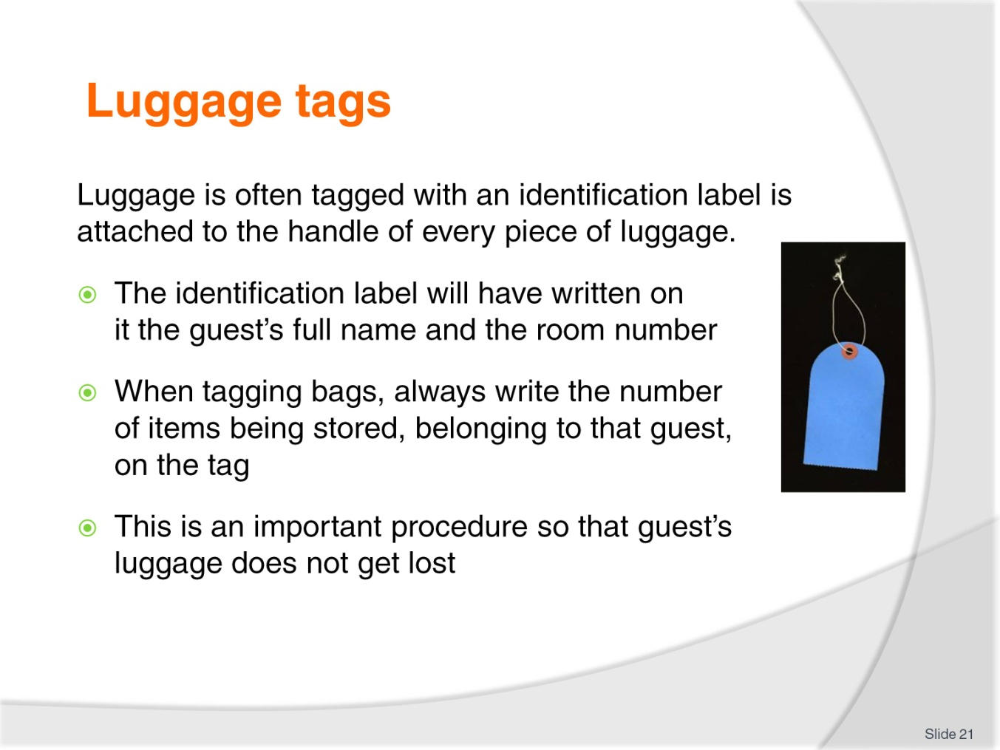 Luggage tags
Luggage is often tagged with an identification label is
attached to the handle of every piece of luggage.
The identification label will have written on
it the guest’s full name and the room number
When tagging bags, always write the number
of items being stored, belonging to that guest,
on the tag
This is an important procedure so that guest’s
luggage does not get lost
Slide 21